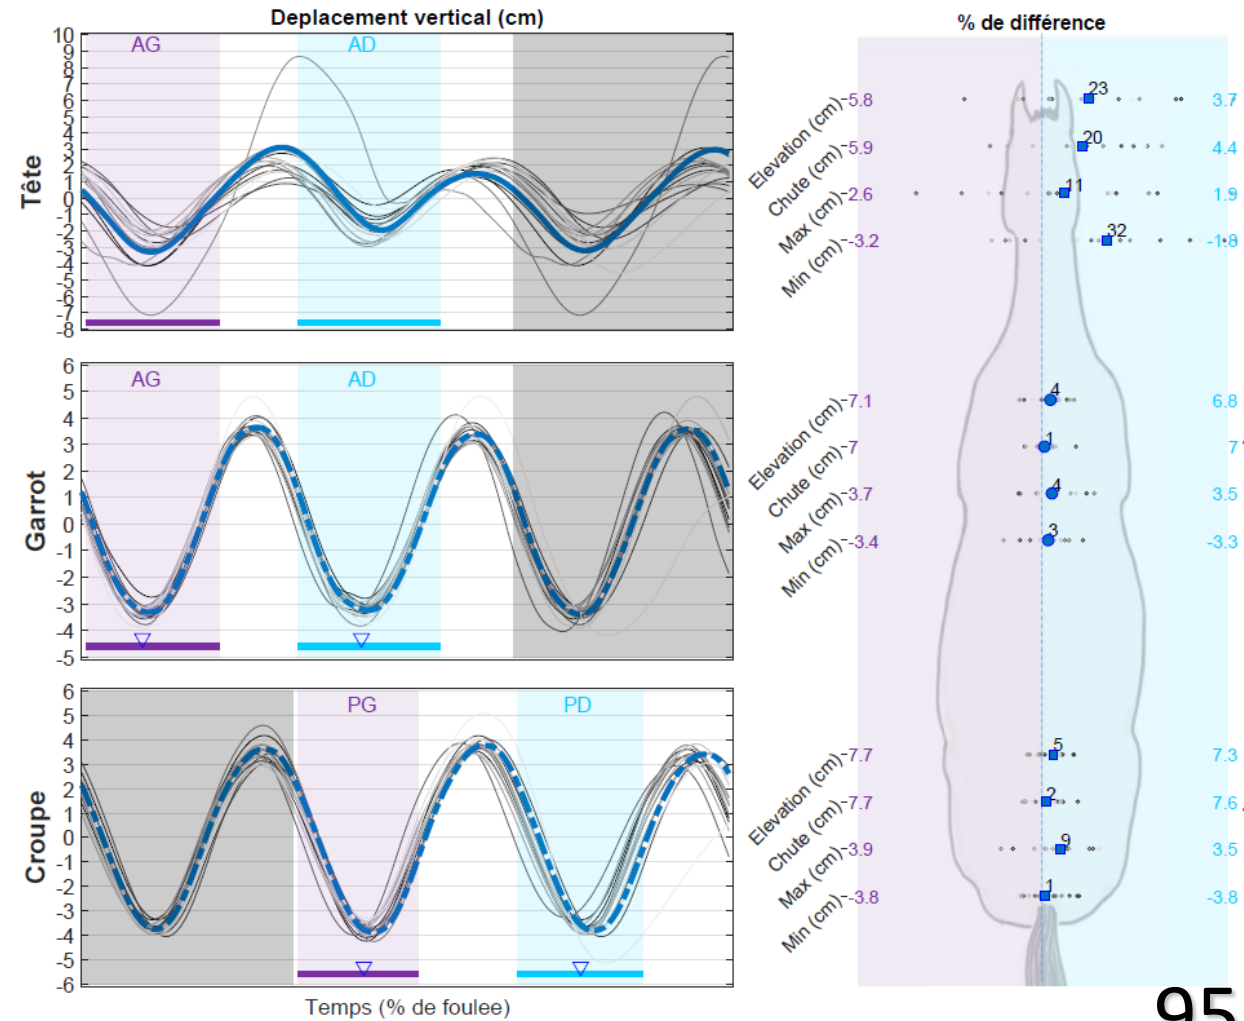 Deplacement vertical (cm)
Tête
10
9
8
7
6
5
4
3
2
1
0
-1
-2
-3
-4
-5
-6
-7
-8
AG
AD
Garrot
6
5
4
3
2
1
0
-1
-2
-3
-4
-5
AG
AD
Croupe
6
5
4
3
2
1
0
-1
-2
-3
-4
-5
-6
PG
PD
Temps (% de foulee)
% de différence
Elevation (cm) -5.8 23 3.7
Chute (cm) -5.9 20 4.4
Max (cm) -2.6 11 1.9
Min (cm) -3.2 32 -1.8
Elevation (cm) -7.1 4 6.8
Chute (cm) -7 1 7
Max (cm) -3.7 4 3.5
Min (cm) -3.4 3 -3.3
Elevation (cm) -7.7 5 7.3
Chute (cm) -7.7 2 7.6
Max (cm) -3.9 9 3.5
Min (cm) -3.8 1 -3.8
95